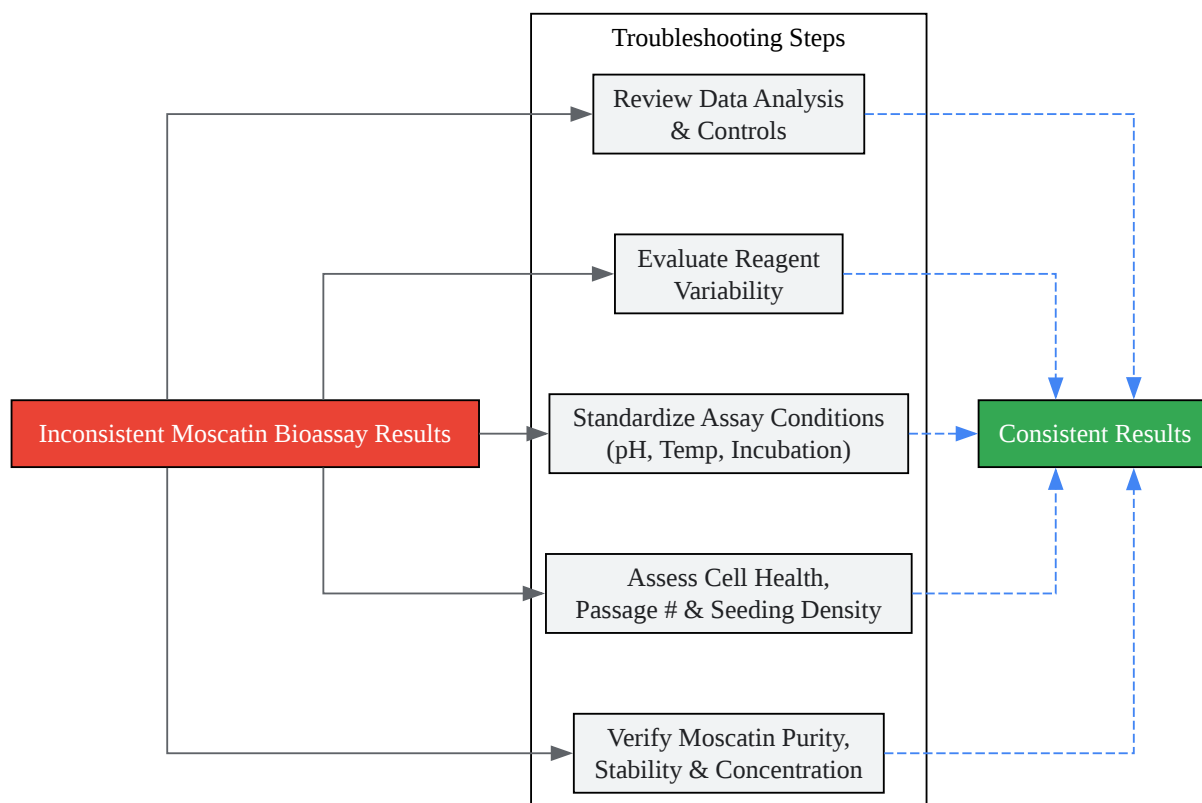 Troubleshooting Steps
Review Data Analysis
& Controls
Evaluate Reagent
Variability
Inconsistent Moscatin Bioassay Results
Standardize Assay Conditions
(pH, Temp, Incubation)
Consistent Results
Assess Cell Health,
Passage # & Seeding Density
Verify Moscatin Purity,
Stability & Concentration